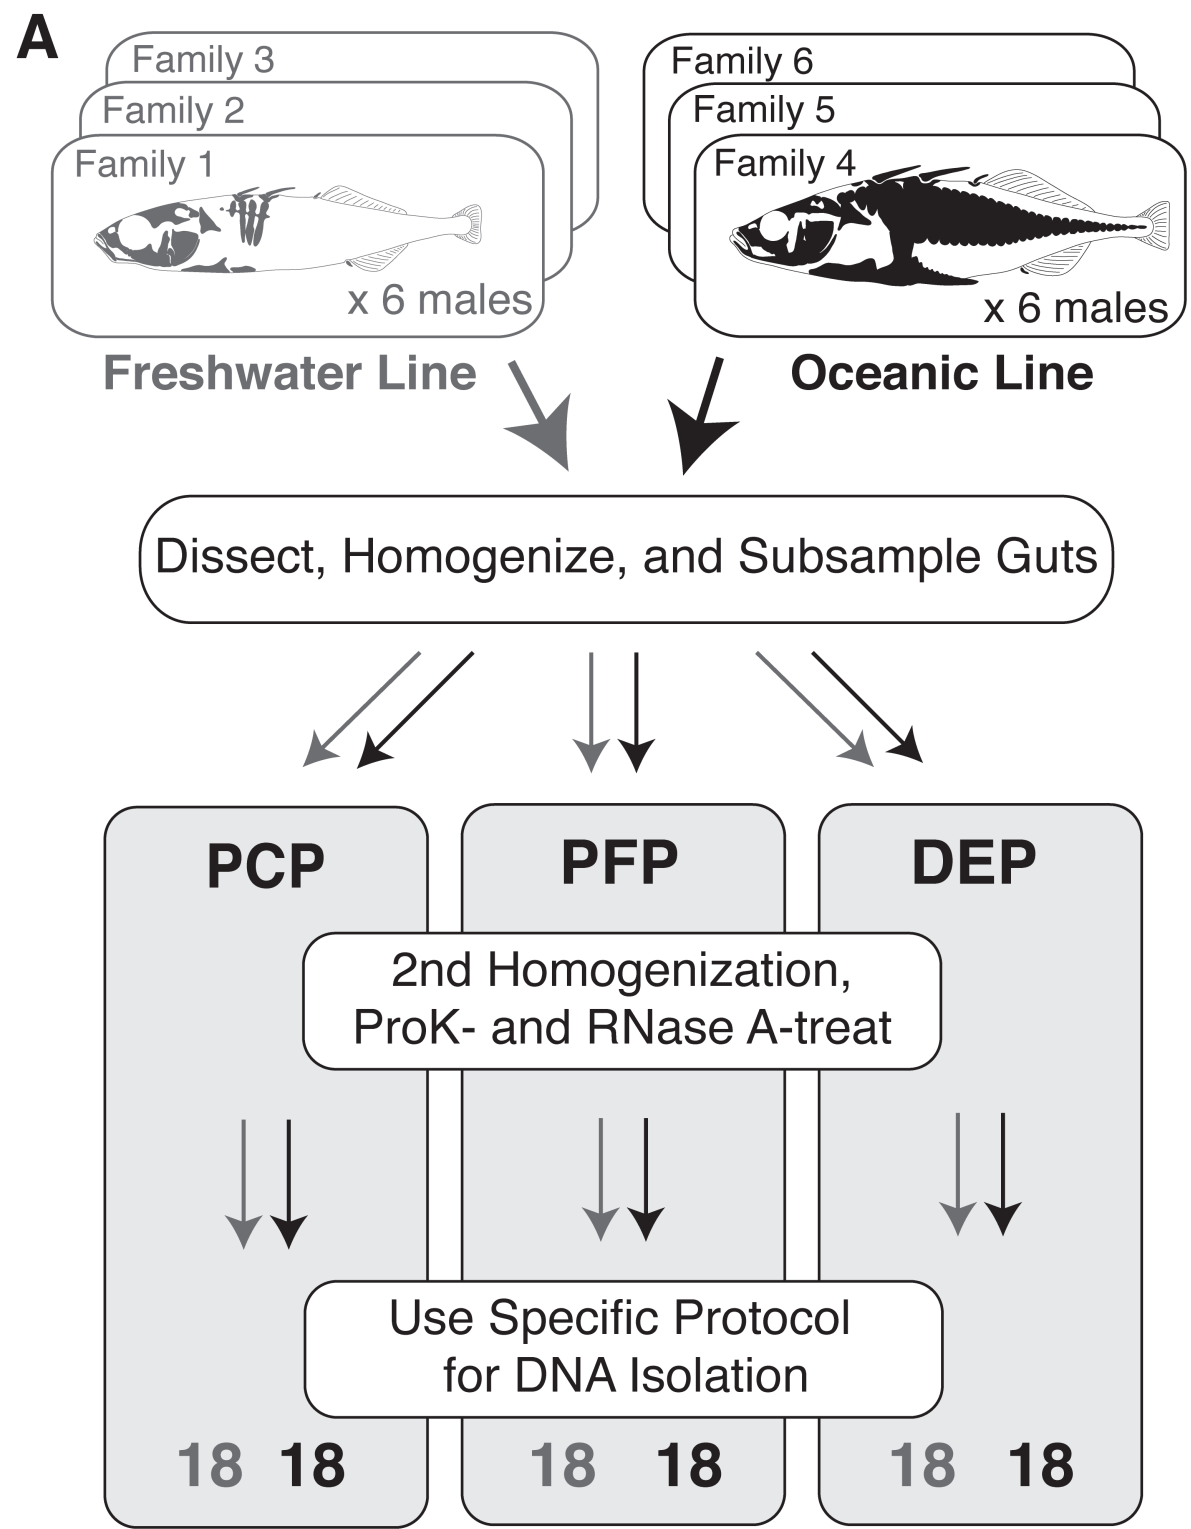 A
Family 3
Family 2
Family 1
x 6 males
Freshwater Line
Family 6
Family 5
Family 4
x 6 males
Oceanic Line
Dissect, Homogenize, and Subsample Guts
PCP
PFP
DEP
2nd Homogenization,
ProK- and RNase A-treat
Use Specific Protocol
for DNA Isolation
18 18
18 18
18 18